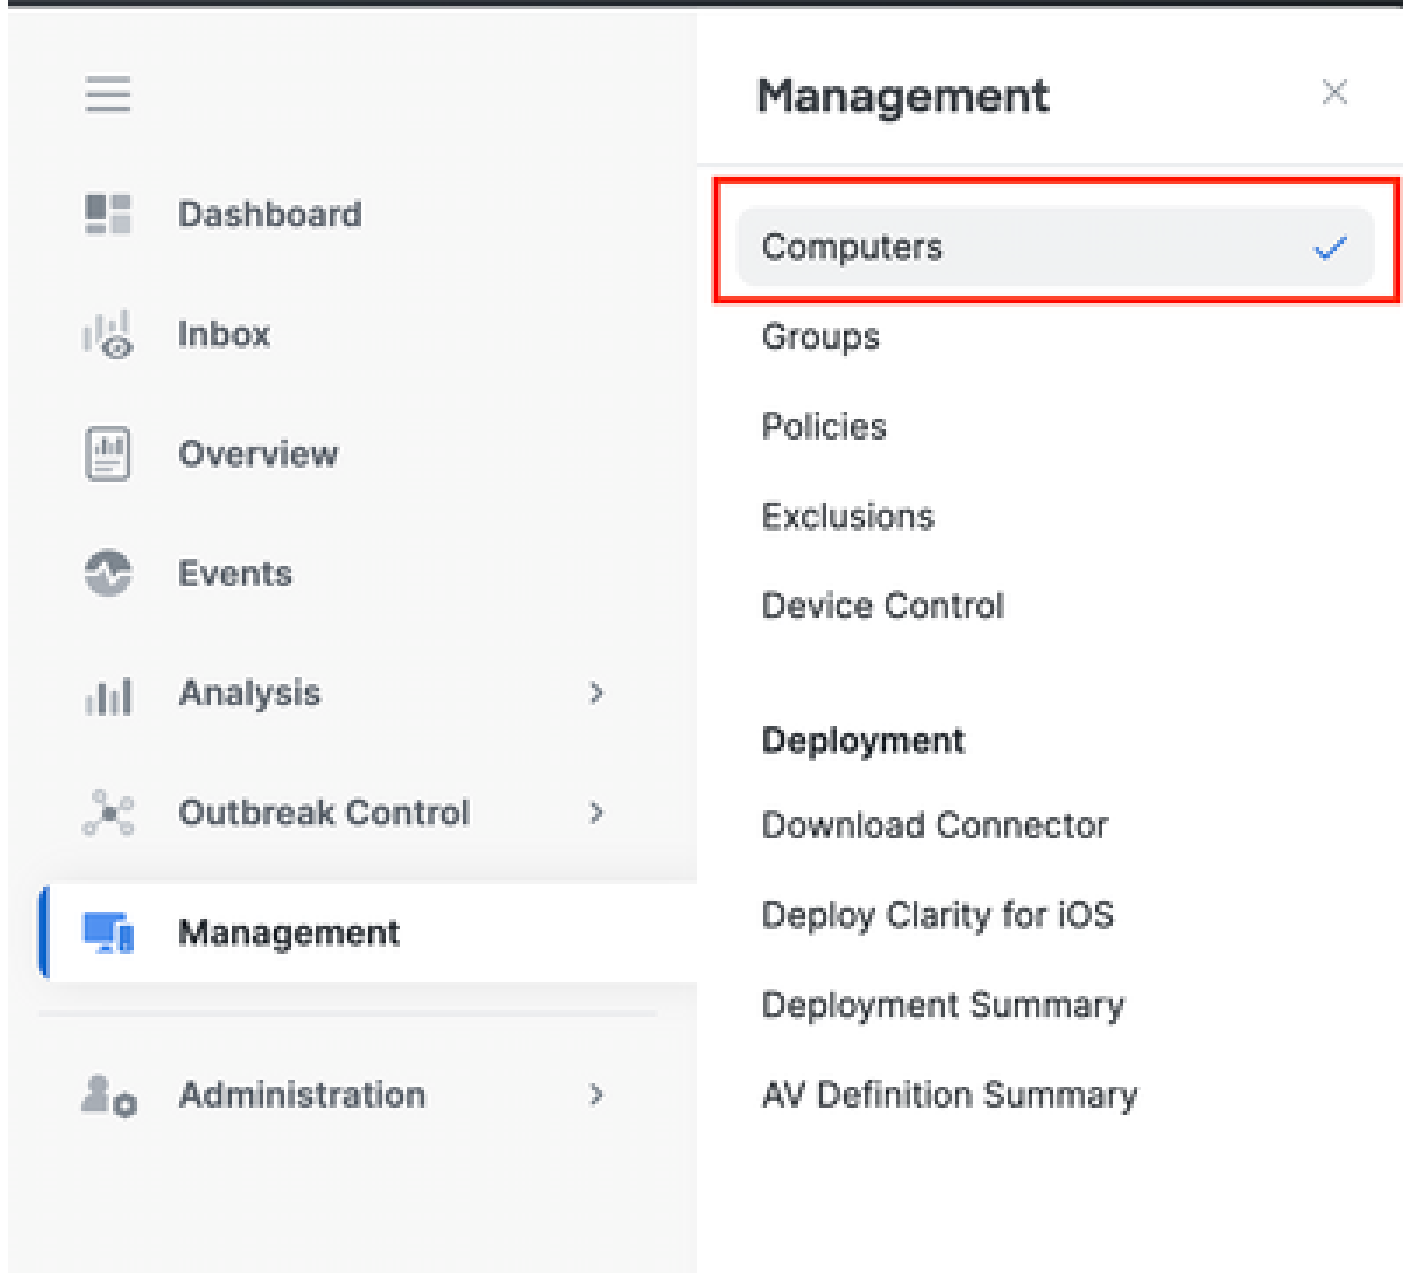 Dashboard
Inbox
Overview
Events
Analysis
Outbreak Control
Management
Administration
Management
Computers
Groups
Policies
Exclusions
Device Control
Deployment
Download Connector
Deploy Clarity for iOS
Deployment Summary
AV Definition Summary